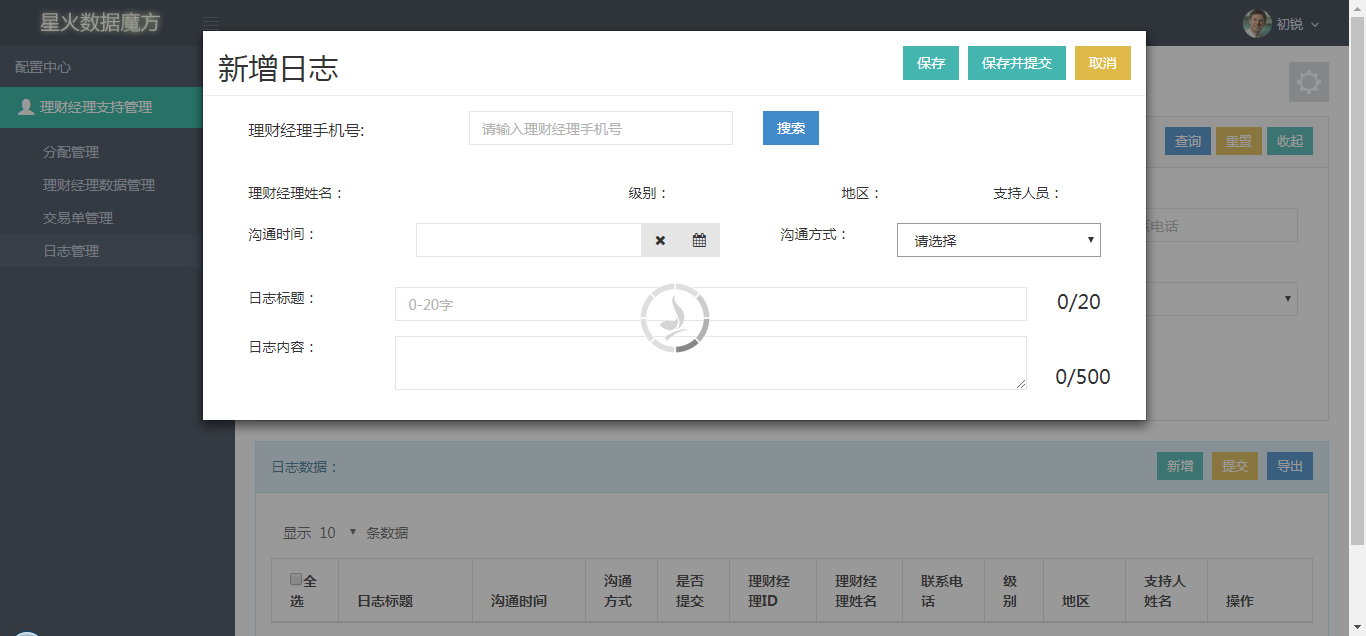 星火数据魔方
初锐
配置中心
理财经理支持管理
分配管理
理财经理数据管理
交易单管理
日志管理
新增日志
保存 保存并提交 取消
理财经理手机号: 请输入理财经理手机号 搜索
理财经理姓名： 级别： 地区： 支持人员：
沟通时间： 沟通方式： 请选择
日志标题： 0-20字 0/20
日志内容： 0/500
查询 重置 收起
电话
日志数据： 新增 提交 导出
显示 10 条数据
全选 日志标题 沟通时间 沟通方式 是否提交 理财经理ID 理财经理姓名 联系电话 级别 地区 支持人姓名 操作